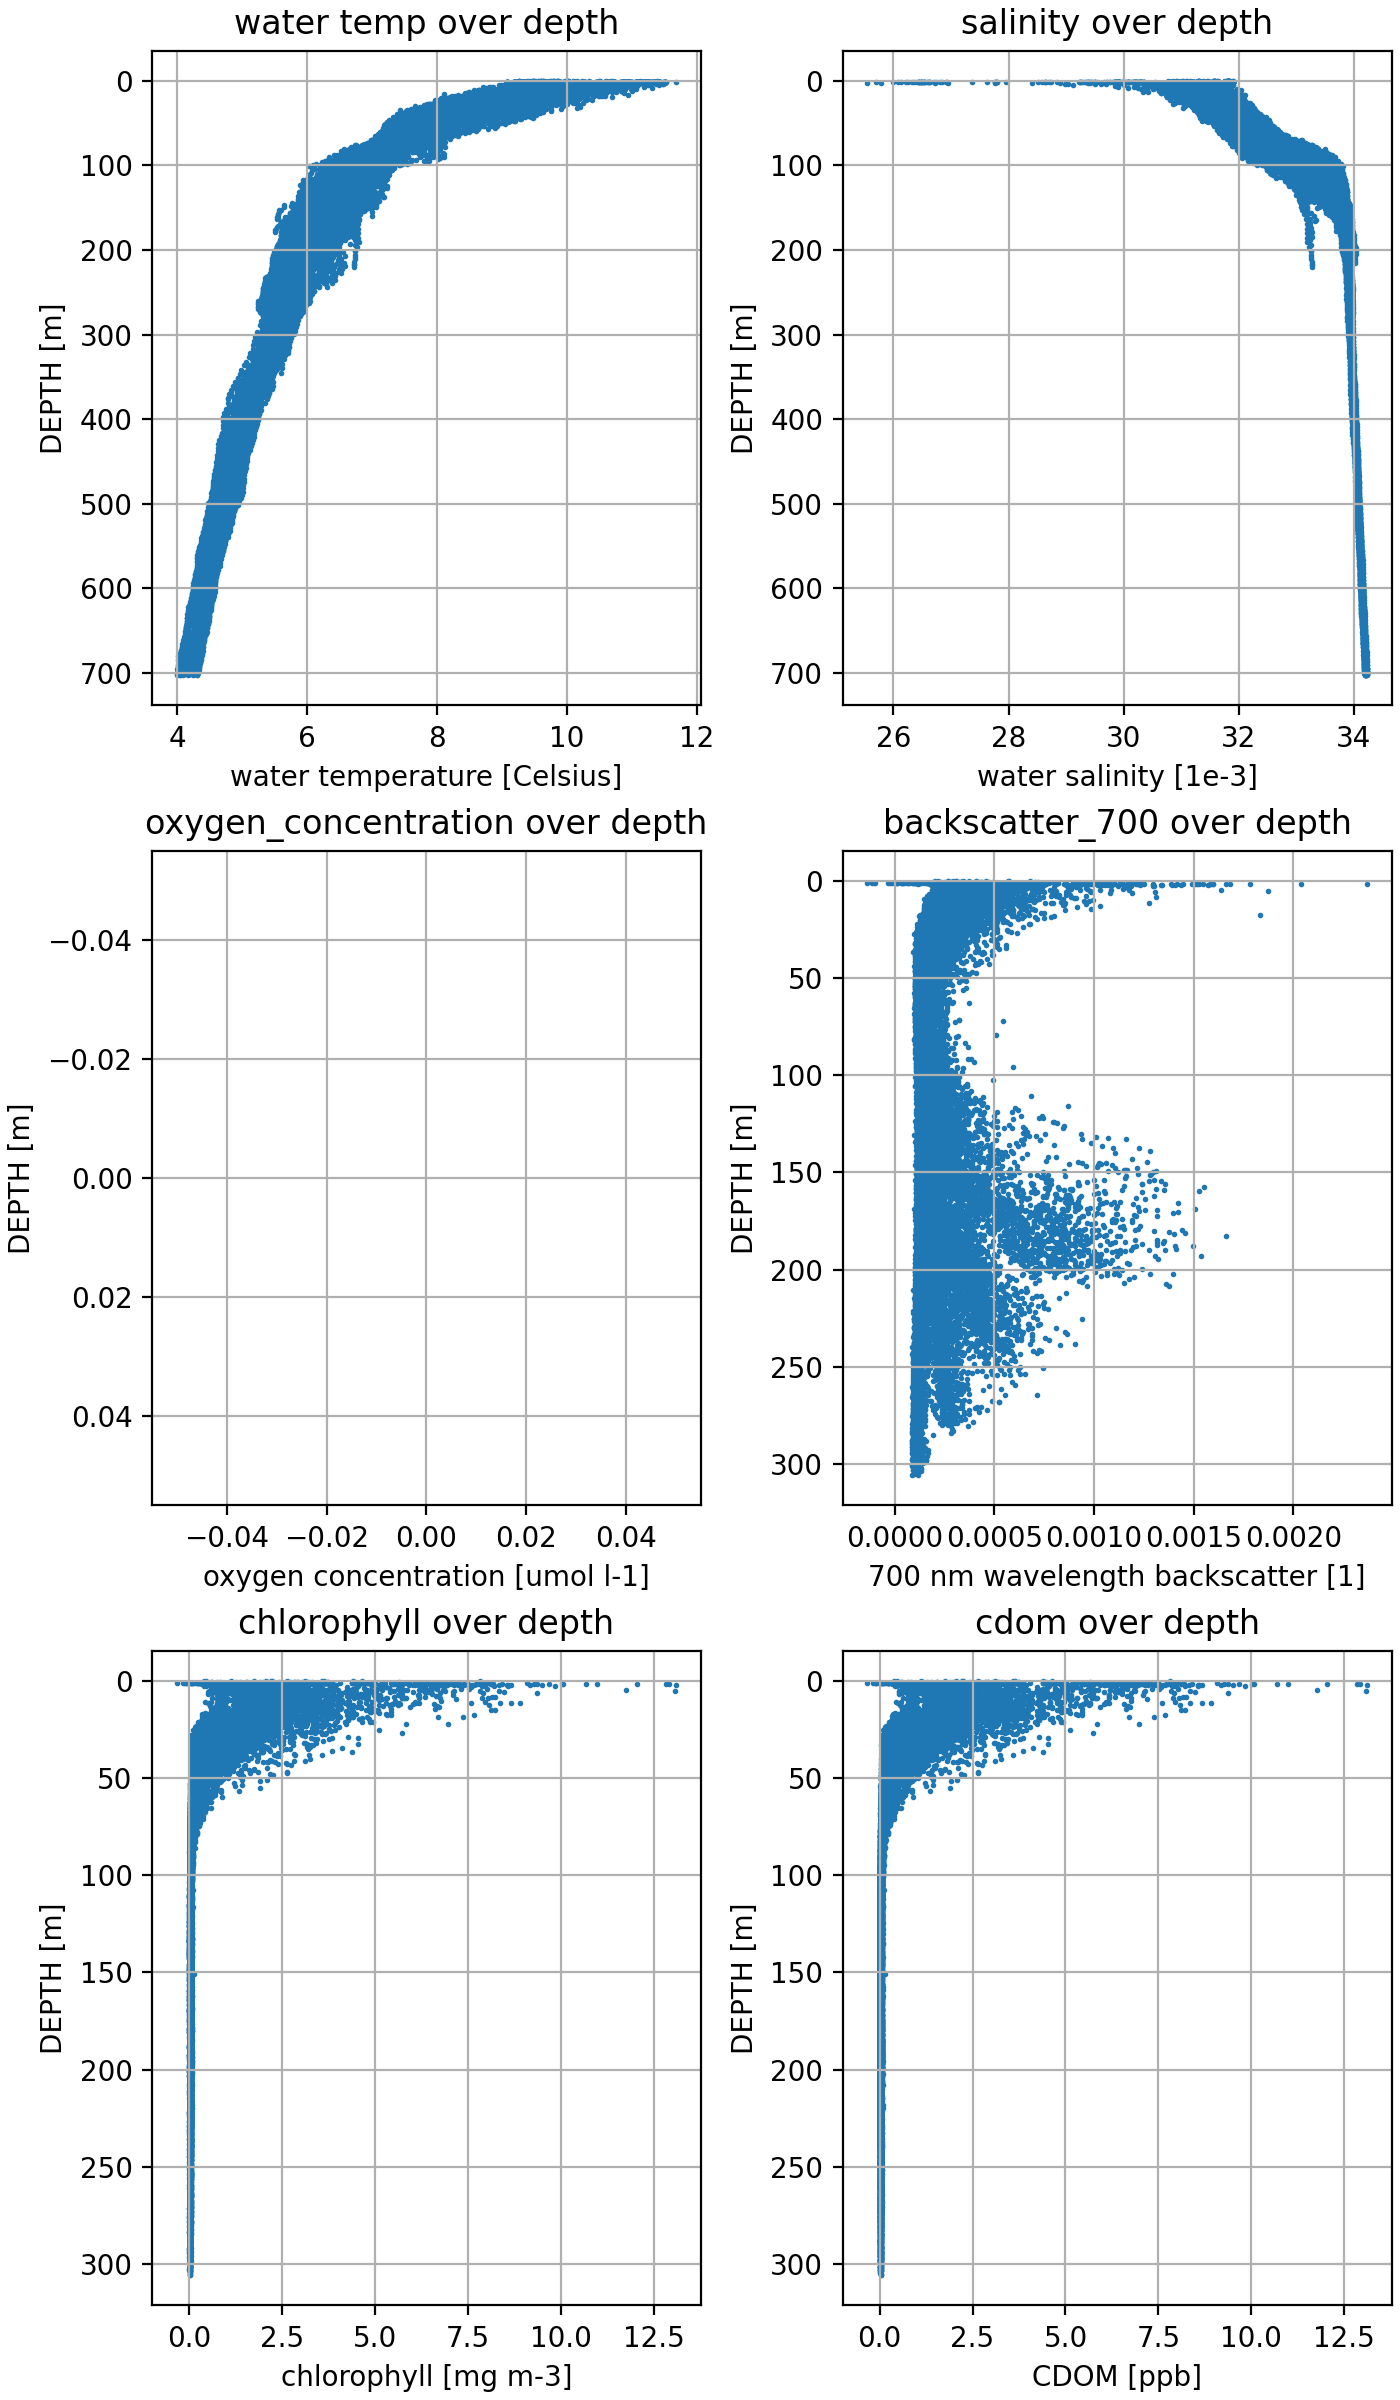 water temp over depth
0
100
200
300
400
500
600
700
DEPTH [m]
4 6 8 10 12
water temperature [Celsius]
salinity over depth
0
100
200
300
400
500
600
700
DEPTH [m]
26 28 30 32 34
water salinity [1e-3]
oxygen_concentration over depth
−0.04
−0.02
0.00
0.02
0.04
DEPTH [m]
−0.04 −0.02 0.00 0.02 0.04
oxygen concentration [umol l-1]
backscatter_700 over depth
0
50
100
150
200
250
300
DEPTH [m]
0.0000 0.0005 0.0010 0.0015 0.0020
700 nm wavelength backscatter [1]
chlorophyll over depth
0
50
100
150
200
250
300
DEPTH [m]
0.0 2.5 5.0 7.5 10.0 12.5
chlorophyll [mg m-3]
cdom over depth
0
50
100
150
200
250
300
DEPTH [m]
0.0 2.5 5.0 7.5 10.0 12.5
CDOM [ppb]